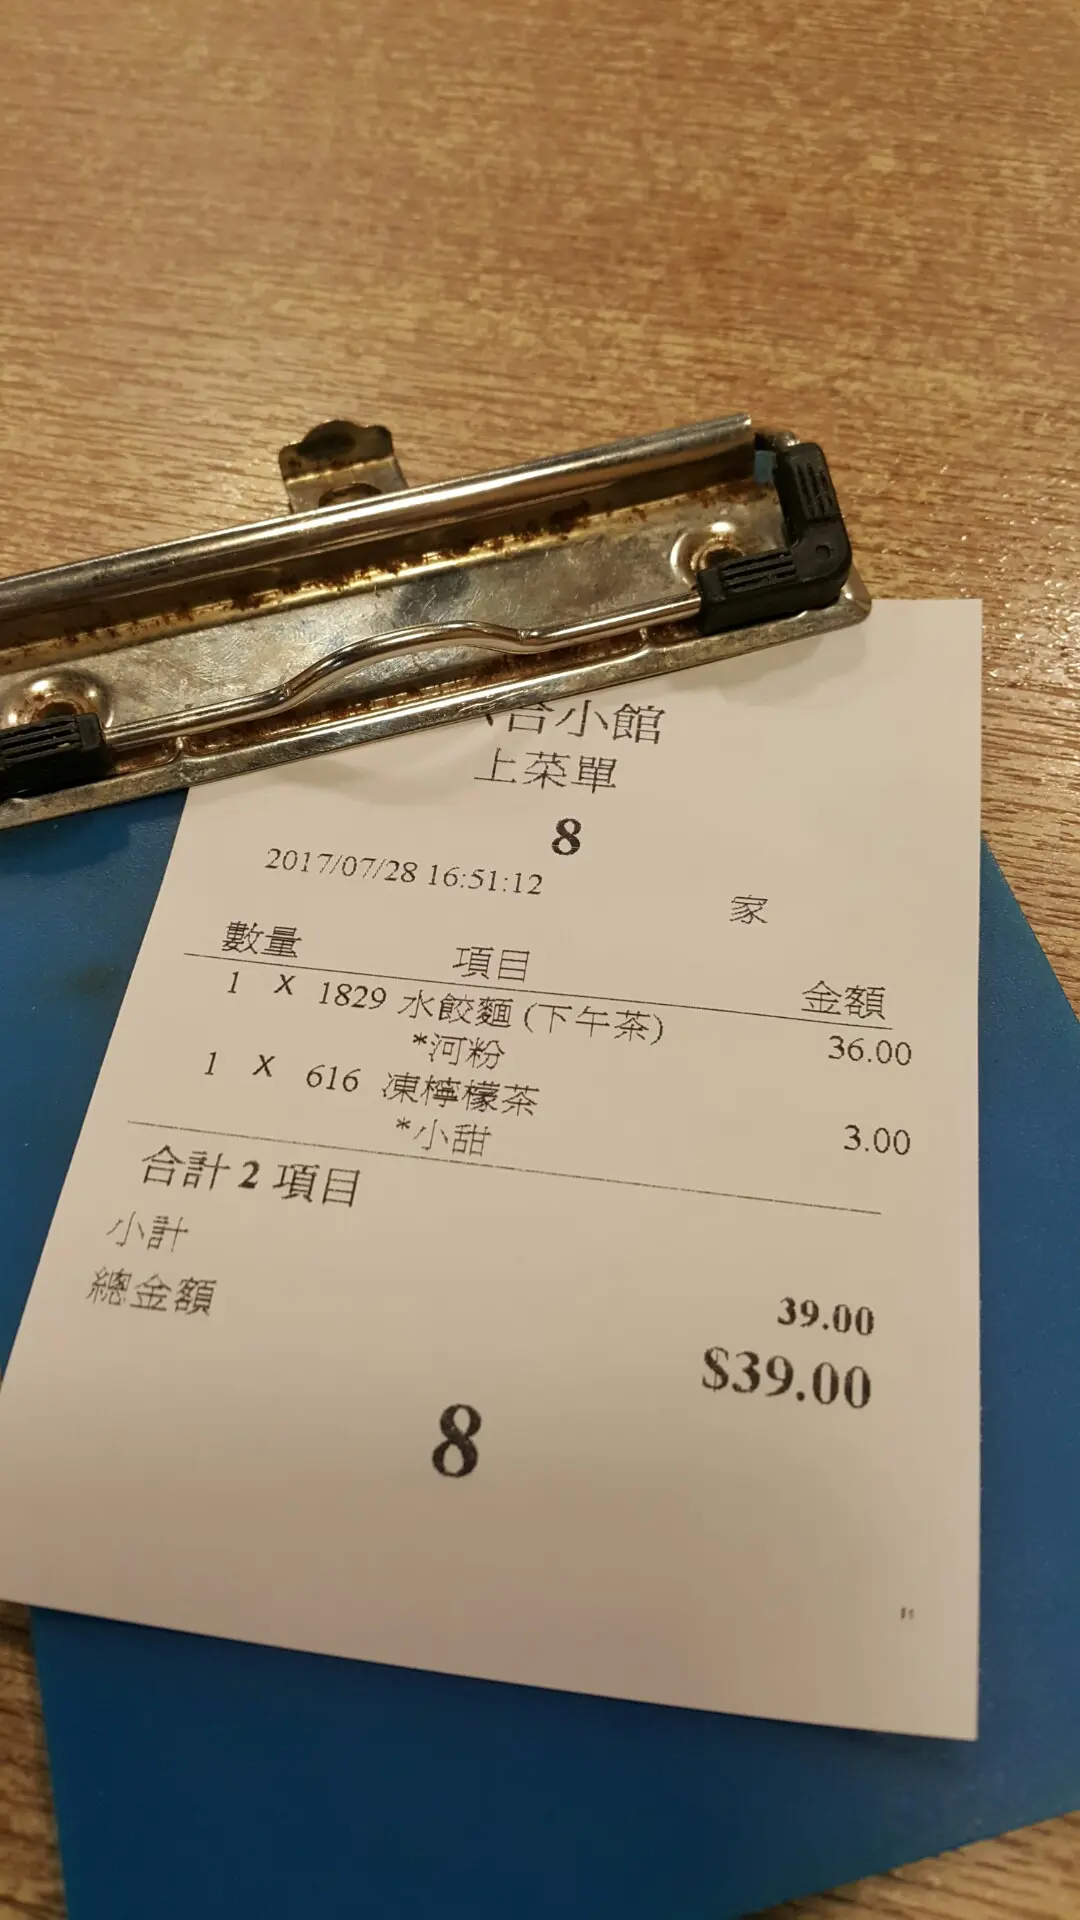 合小館
上菜單
8
2017/07/28 16:51:12
家
數量 項目 金額
1 X 1829 水餃麵 (下午茶) 36.00
*河粉
1 X 616 凍檸檬茶 3.00
*小甜
合計 2 項目
小計 39.00
總金額 $39.00
8